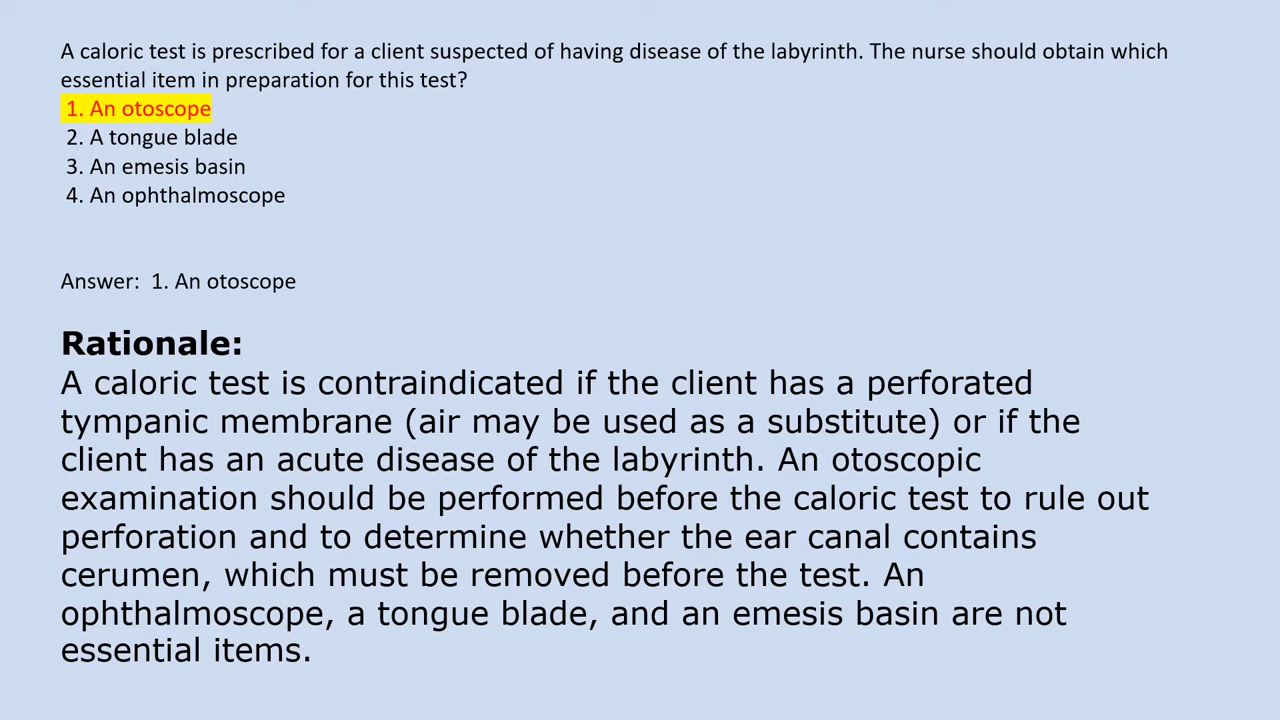 A caloric test is prescribed for a client suspected of having disease of the labyrinth. The nurse should obtain which
essential item in preparation for this test?
1. An otoscope
2. A tongue blade
3. An emesis basin
4. An ophthalmoscope
Answer: 1. An otoscope
Rationale:
A caloric test is contraindicated if the client has a perforated
tympanic membrane (air may be used as a substitute) or if the
client has an acute disease of the labyrinth. An otoscopic
examination should be performed before the caloric test to rule out
perforation and to determine whether the ear canal contains
cerumen, which must be removed before the test. An
ophthalmoscope, a tongue blade, and an emesis basin are not
essential items.